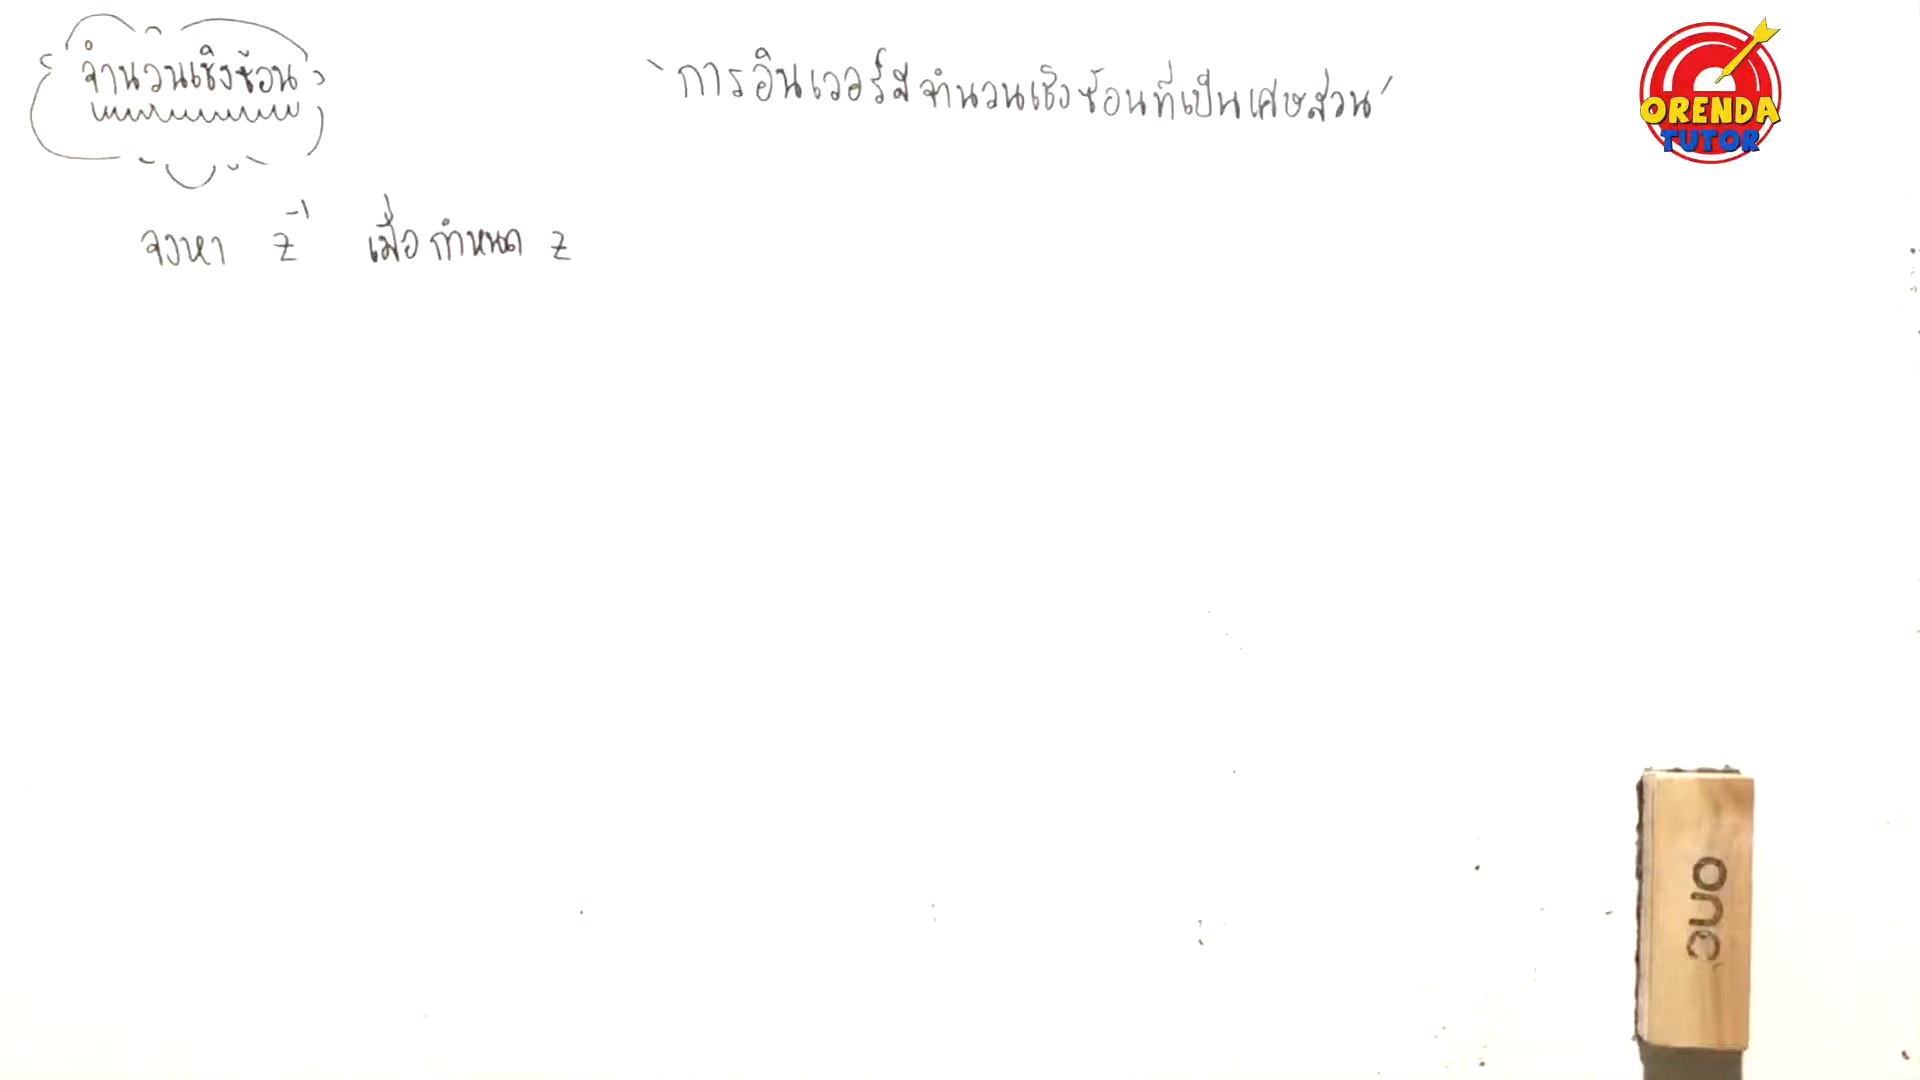 จำนวนเชิงซ้อน
`การอินเวอร์สจำนวนเชิงซ้อนที่เป็นเศษส่วน´
ORENDA
TUTOR
จงหา z⁻¹ เมื่อกำหนด z
one